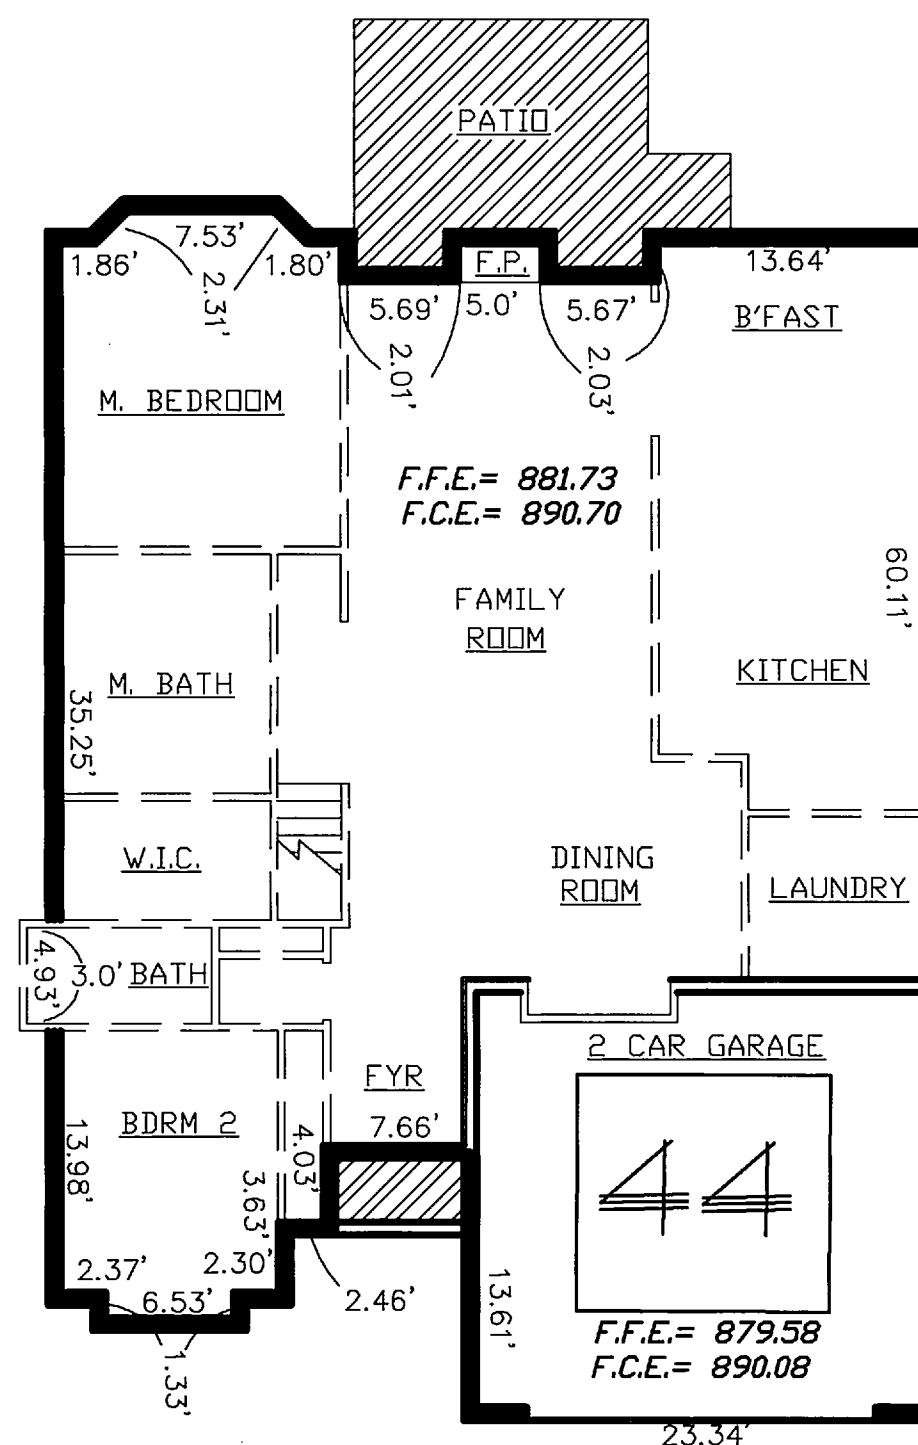 PATIO
7.53'
1.86'
1.80'
2.31'
F.P.
13.64'
5.69'
5.0'
5.67'
B'FAST
2.01'
2.03'
M. BEDROOM
F.F.E.= 881.73
F.C.E.= 890.70
60.11'
FAMILY
ROOM
M. BATH
KITCHEN
35.25'
W.I.C.
DINING
ROOM
LAUNDRY
4.93'
3.0' BATH
2 CAR GARAGE
FYR
7.66'
BDRM 2
13.98'
4.03'
3.63'
44
2.37'
2.30'
6.53'
2.46'
13.61'
1.33'
F.F.E.= 879.58
F.C.E.= 890.08
23.34'